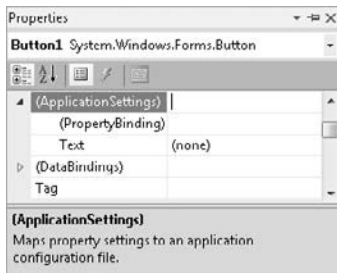 Properties
Button1 System.Windows.Forms.Button
(ApplicationSettings)
(PropertyBinding)
Text (none)
(DataBindings)
Tag
(ApplicationSettings)
Maps property settings to an application
configuration file.